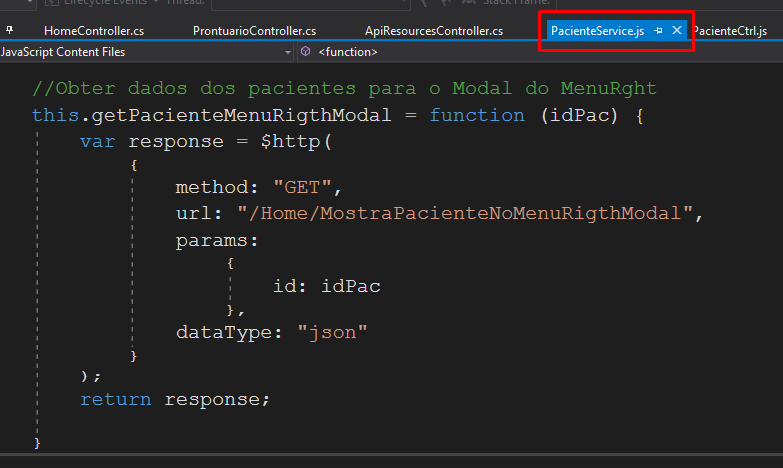 Lifecycle Events Thread: Stack Frame:
HomeController.cs ProntuarioController.cs ApiResourcesController.cs PacienteService.js PacienteCtrl.js
JavaScript Content Files <function>
//Obter dados dos pacientes para o Modal do MenuRght
this.getPacienteMenuRigthModal = function (idPac) {
var response = $http(
{
method: "GET",
url: "/Home/MostraPacienteNoMenuRigthModal",
params:
{
id: idPac
},
dataType: "json"
}
);
return response;
}